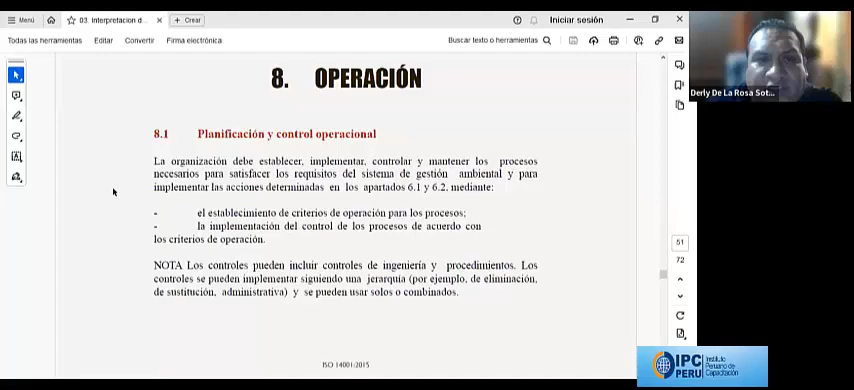 Menú
03. Interpretacion d...
Crear
Iniciar sesión
Todas las herramientas
Editar
Convertir
Firma electrónica
Buscar texto o herramientas
Derly De La Rosa Sot...
8. OPERACIÓN
8.1 Planificación y control operacional
La organización debe establecer, implementar, controlar y mantener los procesos
necesarios para satisfacer los requisitos del sistema de gestión ambiental y para
implementar las acciones determinadas en los apartados 6.1 y 6.2, mediante:
- el establecimiento de criterios de operación para los procesos;
- la implementación del control de los procesos de acuerdo con
los criterios de operación.
NOTA Los controles pueden incluir controles de ingeniería y procedimientos. Los
controles se pueden implementar siguiendo una jerarquía (por ejemplo, de eliminación,
de sustitución, administrativa) y se pueden usar solos o combinados.
51
72
ISO 14001:2015
IPC
PERU
Instituto
Peruano de
Capacitación